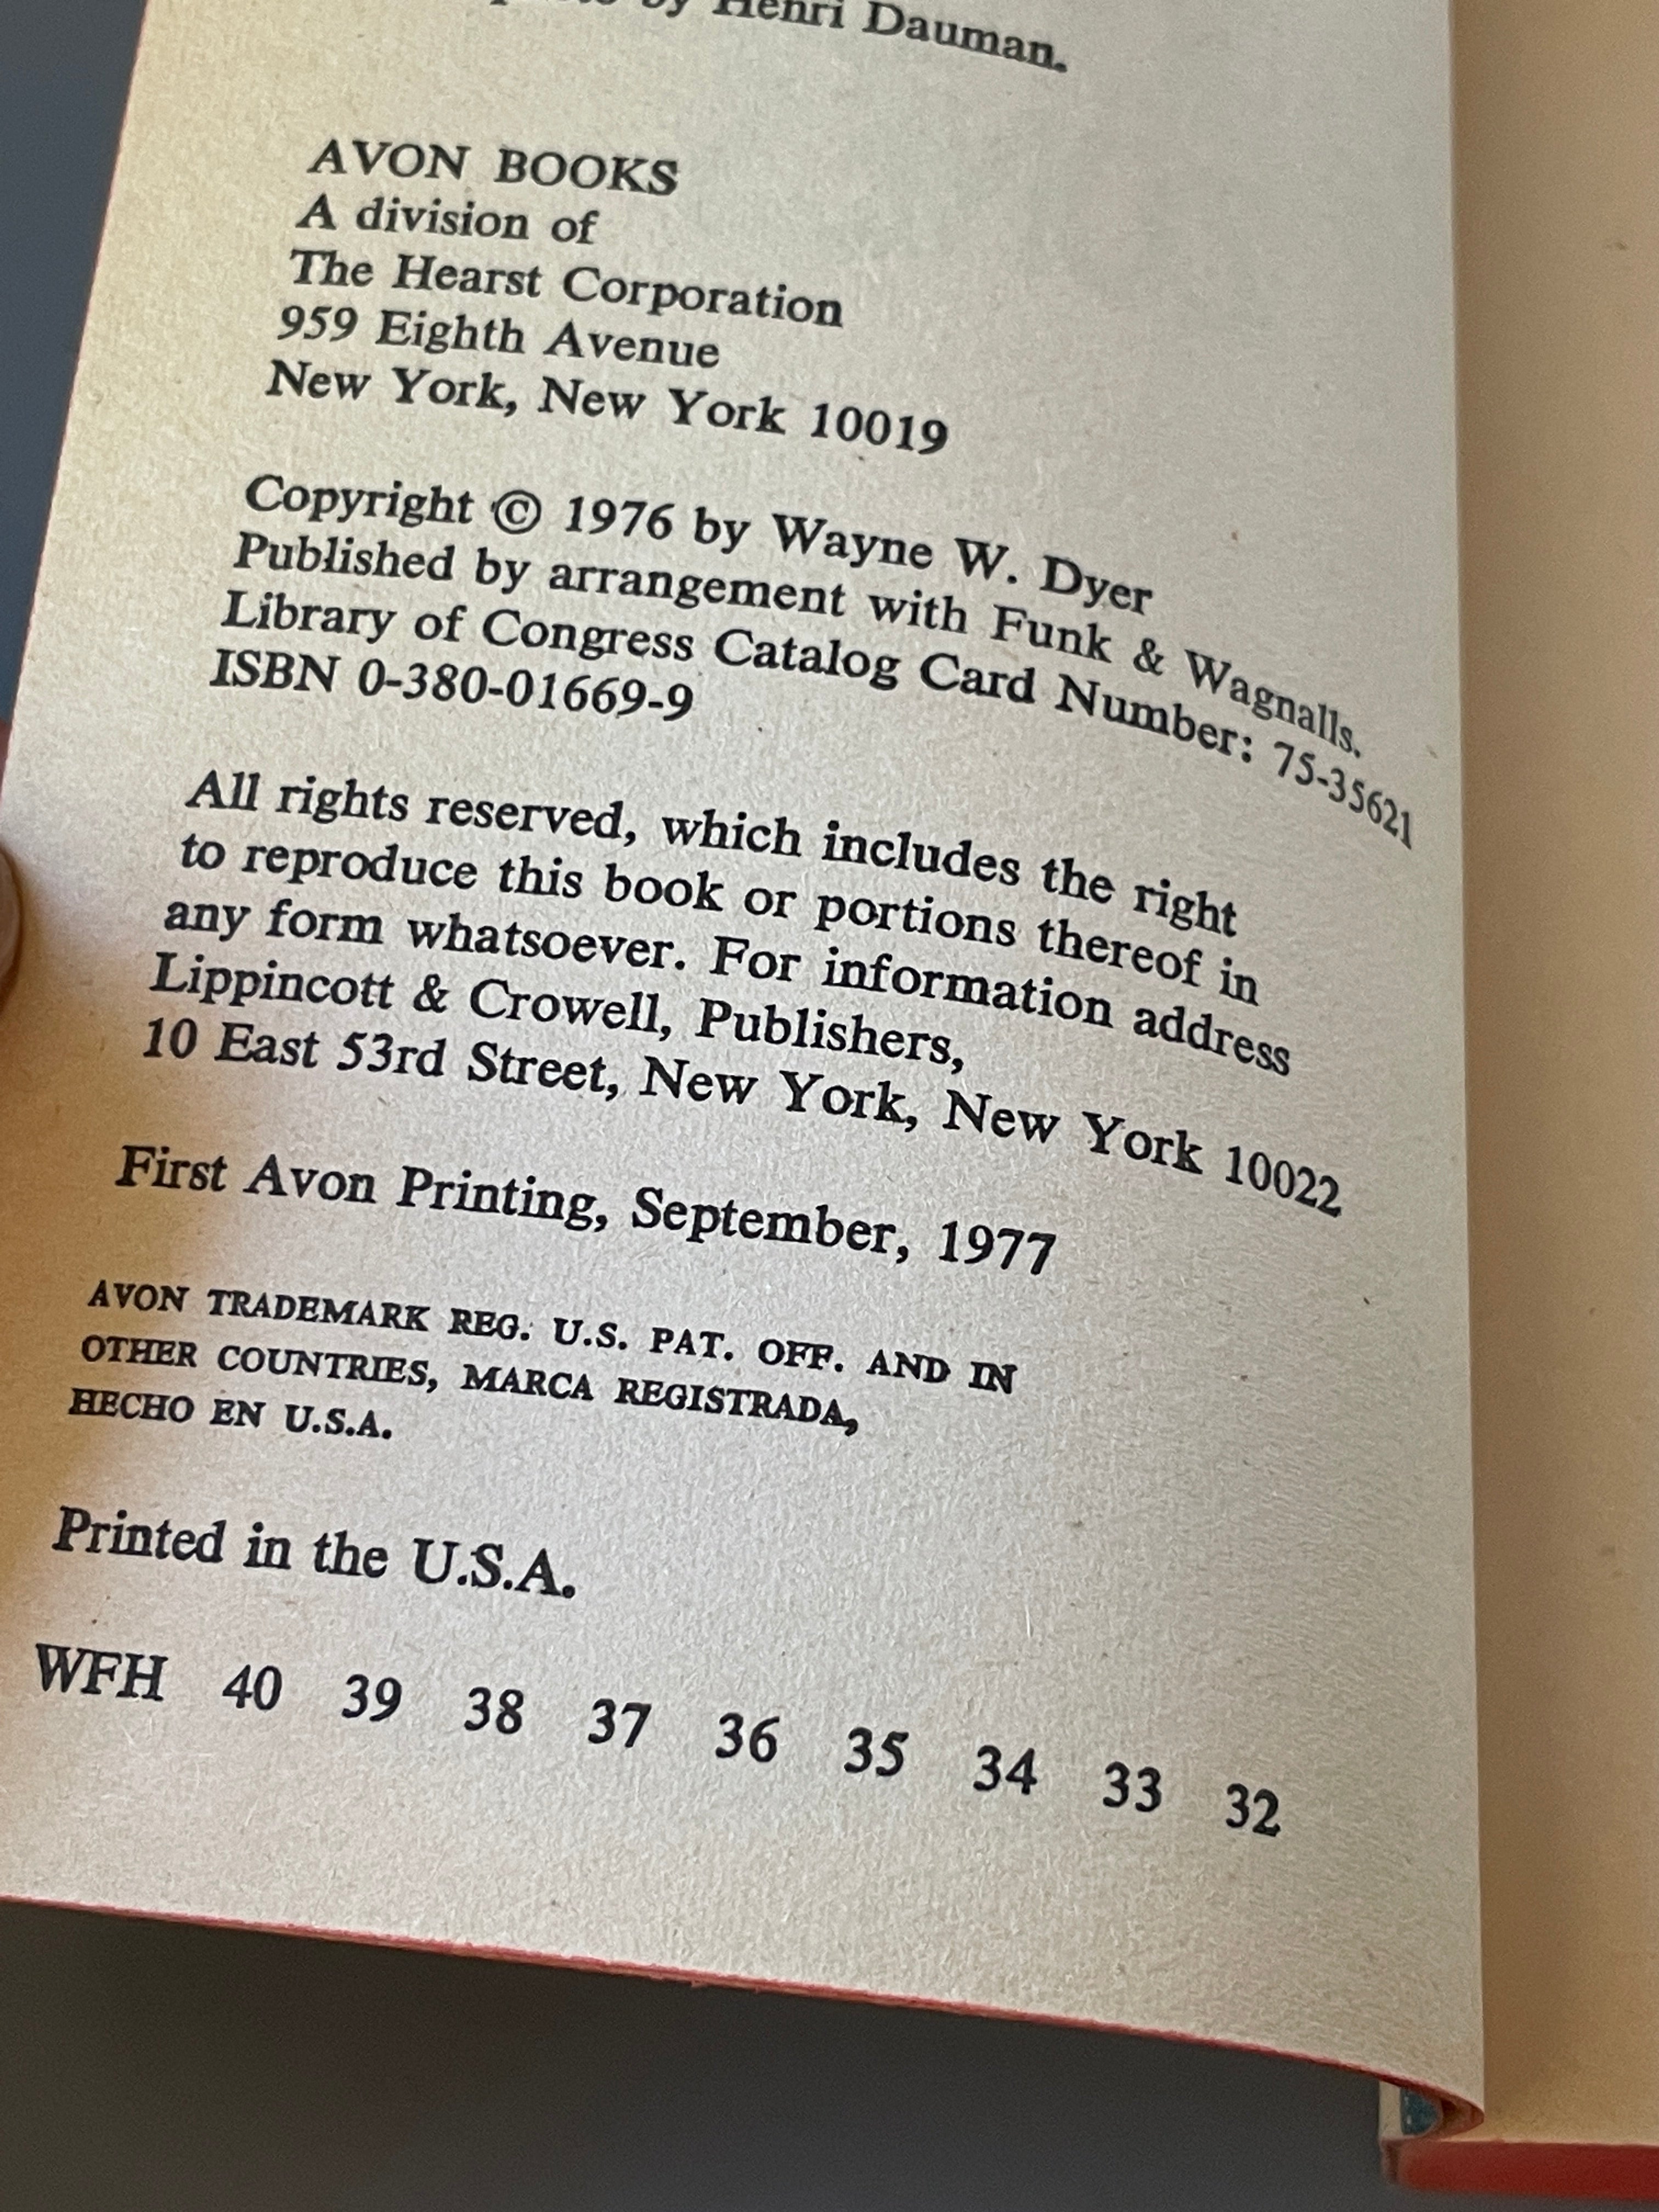 by Henri Dauman.
AVON BOOKS
A division of
The Hearst Corporation
959 Eighth Avenue
New York, New York 10019
Copyright © 1976 by Wayne W. Dyer
Published by arrangement with Funk & Wagnalls.
Library of Congress Catalog Card Number: 75-35621
ISBN 0-380-01669-9
All rights reserved, which includes the right
to reproduce this book or portions thereof in
any form whatsoever. For information address
Lippincott & Crowell, Publishers,
10 East 53rd Street, New York, New York 10022
First Avon Printing, September, 1977
AVON TRADEMARK REG. U.S. PAT. OFF. AND IN
OTHER COUNTRIES, MARCA REGISTRADA,
HECHO EN U.S.A.
Printed in the U.S.A.
WFH 40 39 38 37 36 35 34 33 32